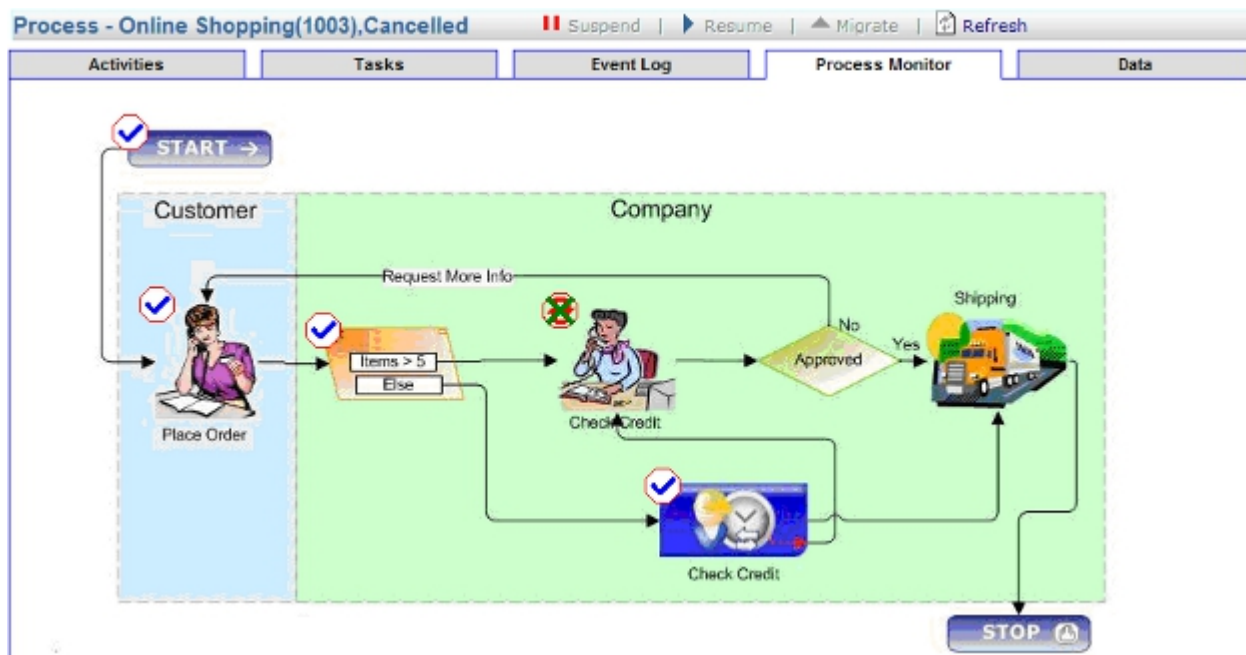 Process - Online Shopping(1003),Cancelled Suspend | Resume | Migrate | Refresh
Activities Tasks Event Log Process Monitor Data
START
Customer Company
Request More Info
Shipping
No
Items > 5
Approved
Yes
Else
Check Credit
Place Order
Check Credit
STOP